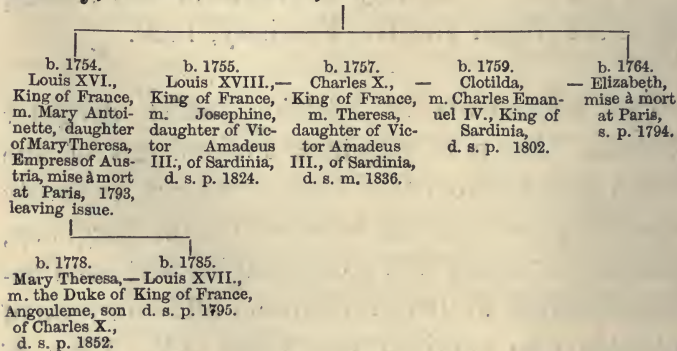 b. 1754.
Louis XVI.,
King of France,
m. Mary Antoi-
nette, daughter
of Mary Theresa,
Empress of Aus-
tria, mise à mort
at Paris, 1793,
leaving issue.
b. 1755.
Louis XVIII.,—
King of France,
m. Josephine,
daughter of Vic-
tor Amadeus
III., of Sardinia,
d. s. p. 1824.
b. 1757.
Charles X.,
King of France,
m. Theresa,
daughter of Vic-
tor Amadeus
III., of Sardinia,
d. s. m. 1836.
b. 1759.
— Clotilda,
m. Charles Eman-
uel IV., King of
Sardinia,
d. s. p. 1802.
b. 1764.
— Elizabeth,
mise à mort
at Paris,
s. p. 1794.
b. 1778.
Mary Theresa,—
m. the Duke of
Angouleme, son
of Charles X.,
d. s. p. 1852.
b. 1785.
Louis XVII.,
King of France,
d. s. p. 1795.